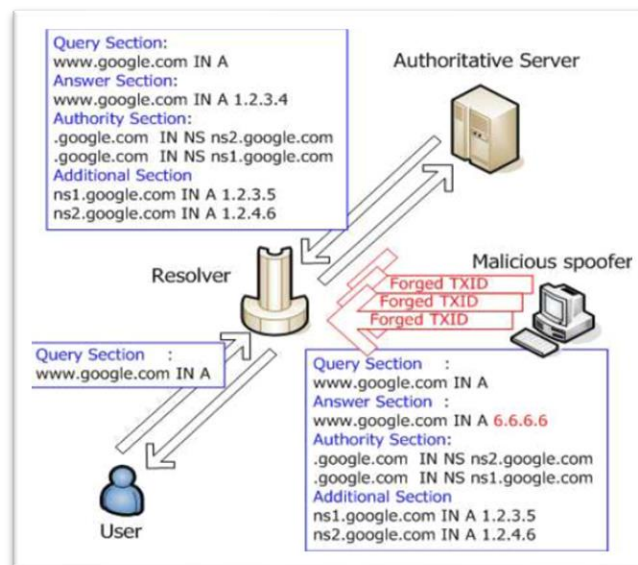 Query Section:
www.google.com IN A
Answer Section:
www.google.com IN A 1.2.3.4
Authority Section:
.google.com IN NS ns2.google.com
.google.com IN NS ns1.google.com
Additional Section
ns1.google.com IN A 1.2.3.5
ns2.google.com IN A 1.2.4.6
Authoritative Server
Resolver
Malicious spoofer
Forged TXID
Forged TXID
Forged TXID
Query Section :
www.google.com IN A
Query Section :
www.google.com IN A
Answer Section :
www.google.com IN A 6.6.6.6
Authority Section:
.google.com IN NS ns2.google.com
.google.com IN NS ns1.google.com
Additional Section
ns1.google.com IN A 1.2.3.5
ns2.google.com IN A 1.2.4.6
User